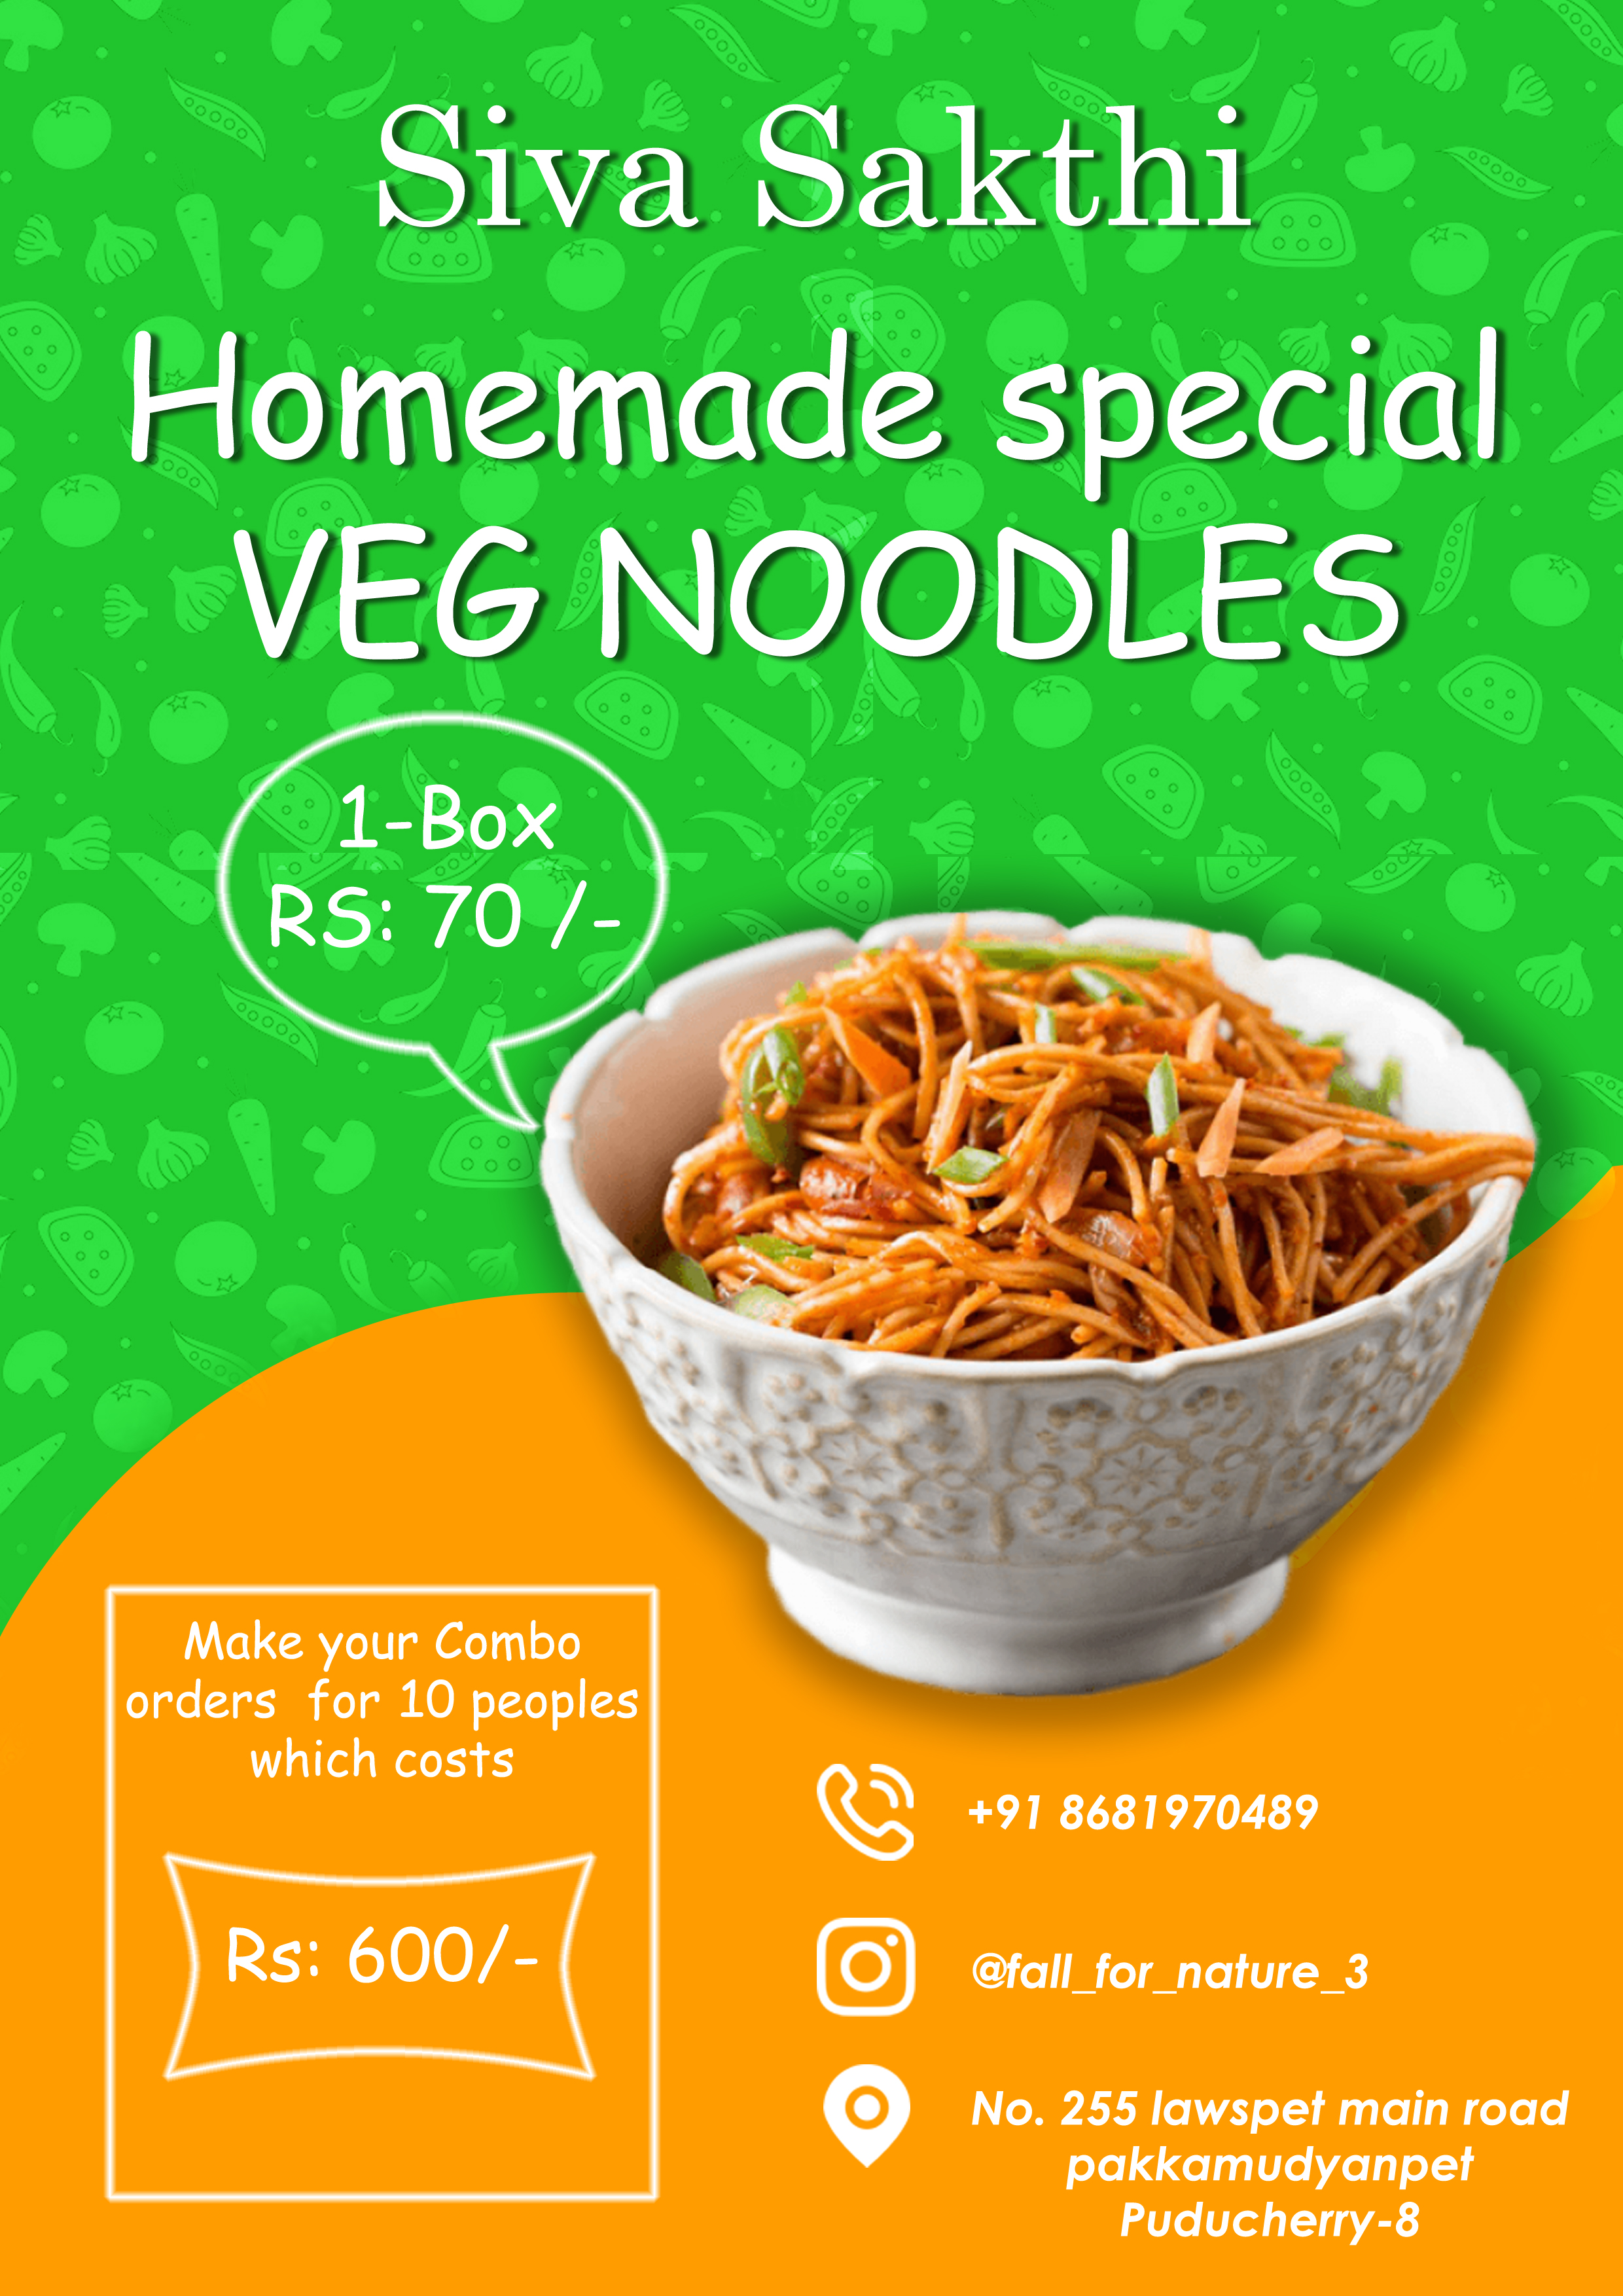 Siva Sakthi
Homemade special
VEG NOODLES
1-Box
RS: 70 /-
Make your Combo
orders for 10 peoples
which costs
Rs: 600/-
+91 8681970489
@fall_for_nature_3
No. 255 lawspet main road
pakkamudyanpet
Puducherry-8